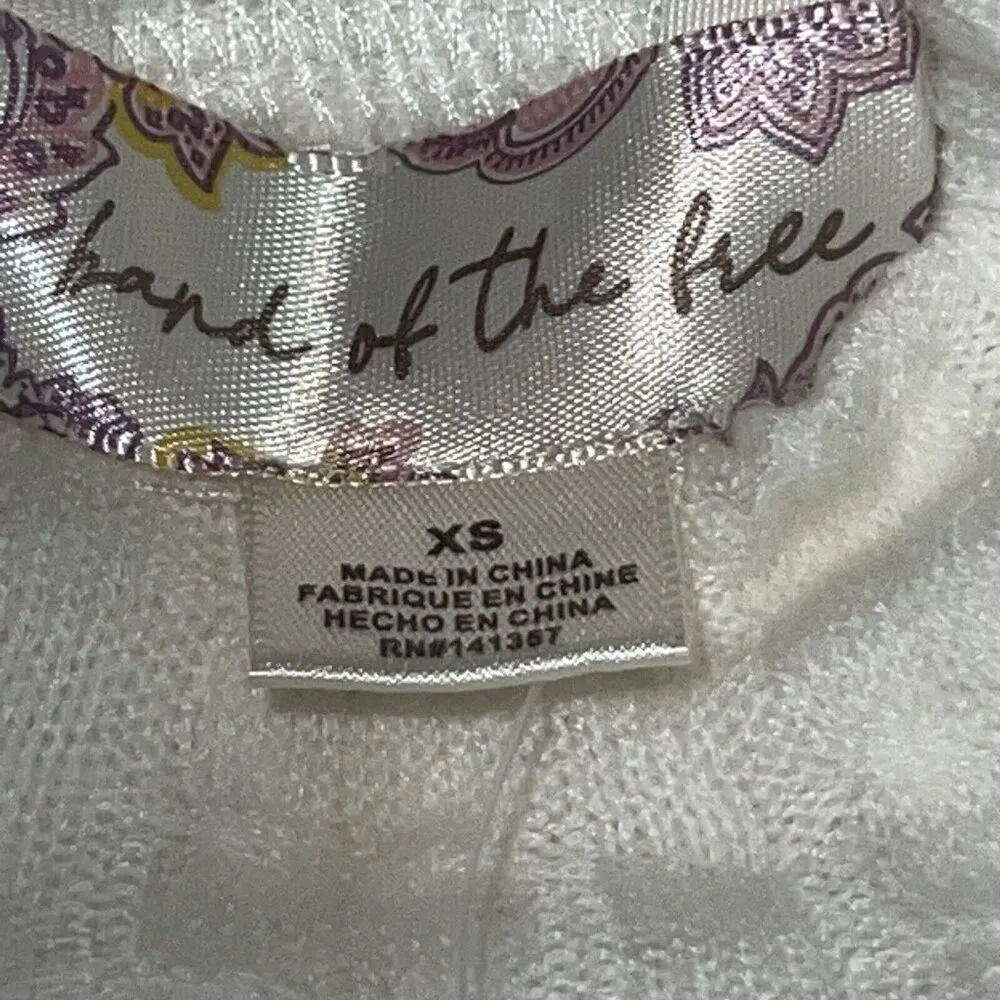 band of the free
XS
MADE IN CHINA
FABRIQUE EN CHINE
HECHO EN CHINA
RN#141357